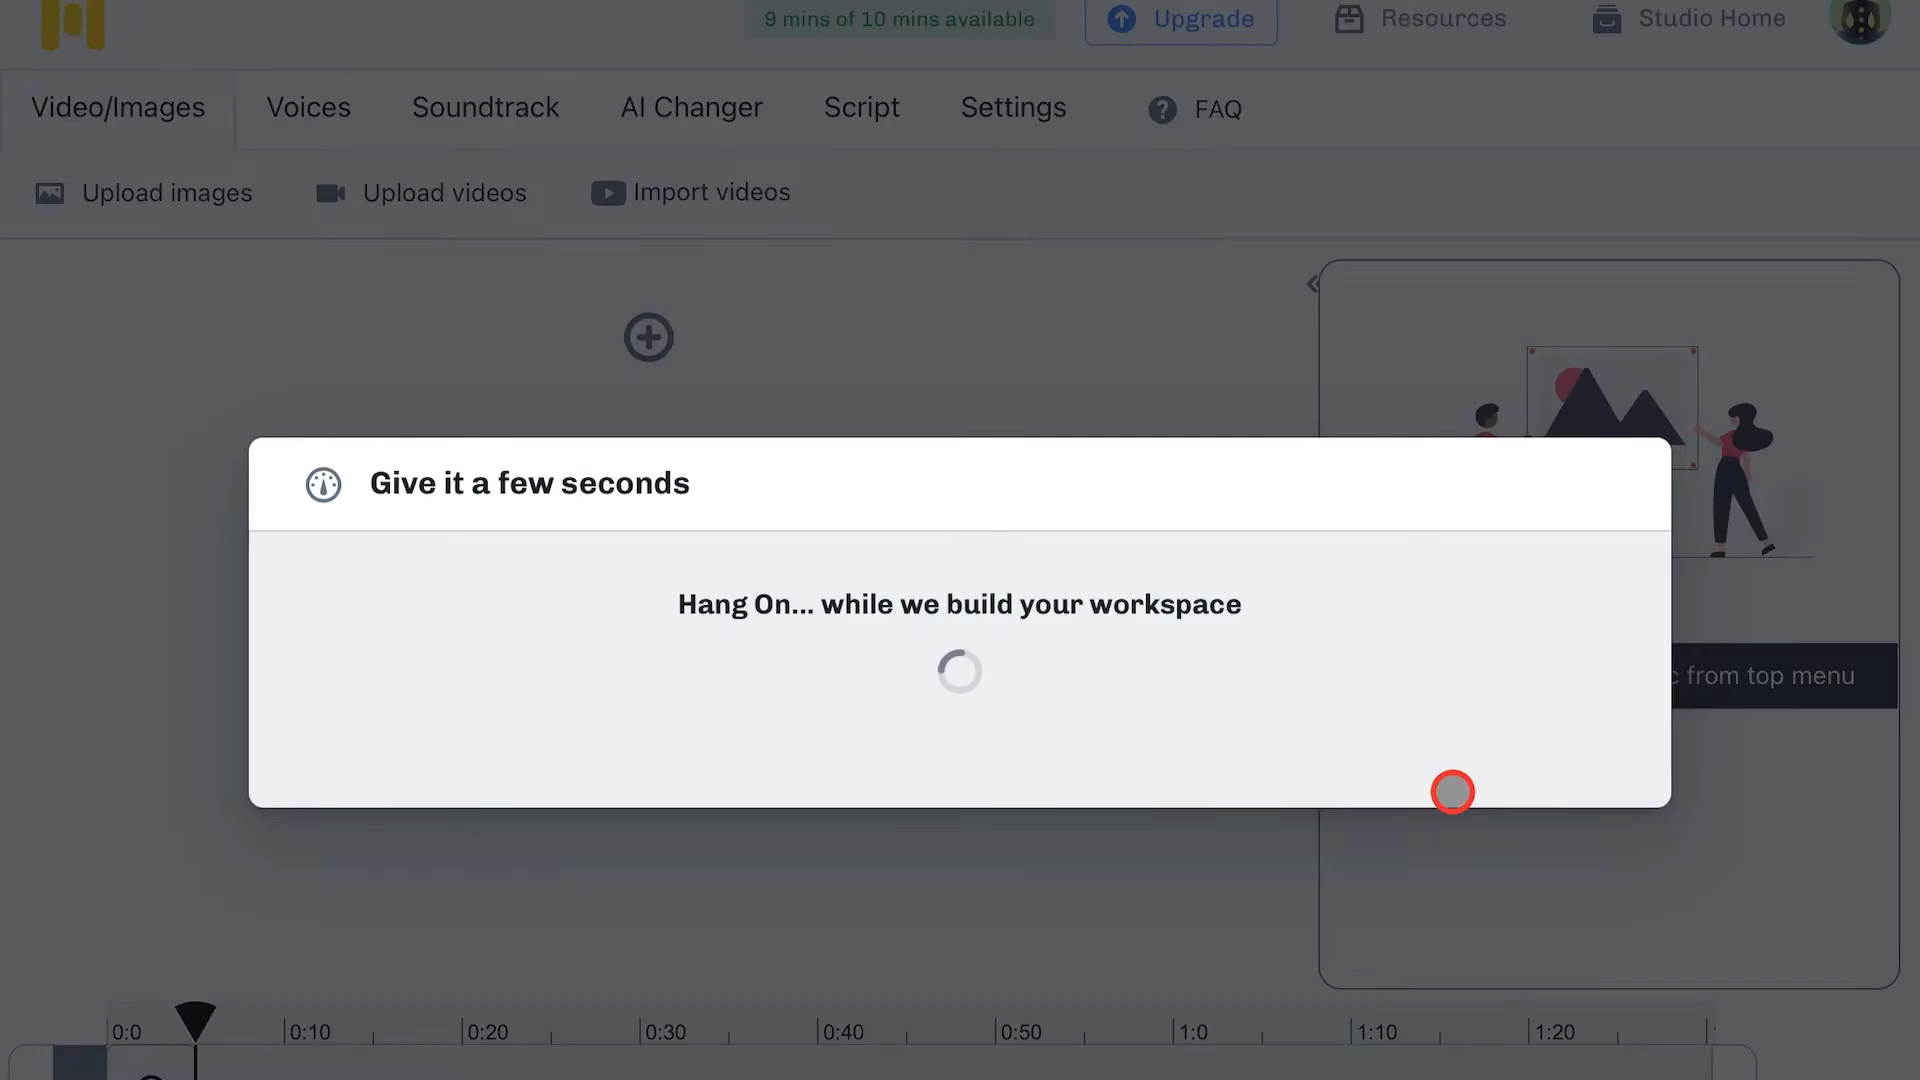 9 mins of 10 mins available
Upgrade
Resources
Studio Home
Video/Images
Voices
Soundtrack
AI Changer
Script
Settings
FAQ
Upload images
Upload videos
Import videos
Give it a few seconds
Hang On... while we build your workspace
from top menu
0:0
0:10
0:20
0:30
0:40
0:50
1:0
1:10
1:20